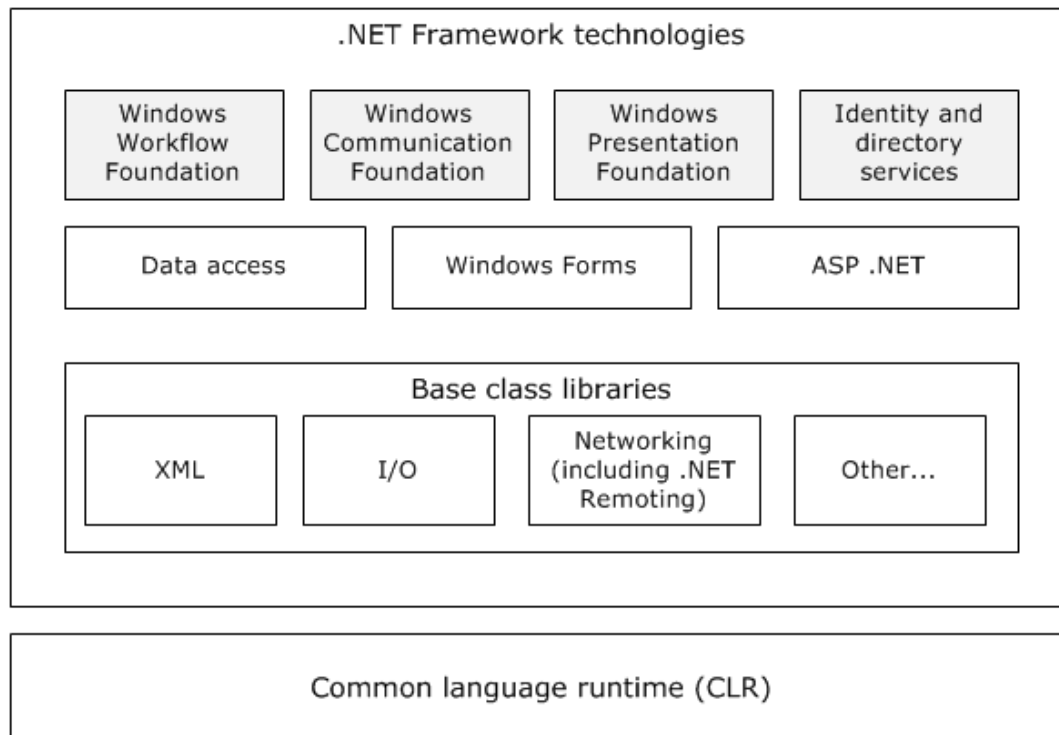 .NET Framework technologies
Windows
Workflow
Foundation
Windows
Communication
Foundation
Windows
Presentation
Foundation
Identity and
directory
services
Data access
Windows Forms
ASP .NET
Base class libraries
XML
I/O
Networking
(including .NET
Remoting)
Other...
Common language runtime (CLR)